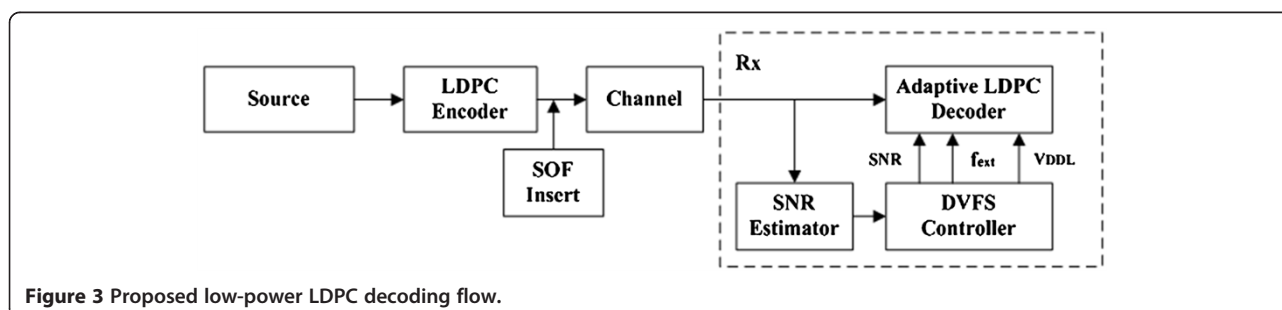 Rx
Source
LDPC
Encoder
Channel
Adaptive LDPC
Decoder
SOF
Insert
SNR
fext
VDDL
SNR
Estimator
DVFS
Controller
Figure 3 Proposed low-power LDPC decoding flow.